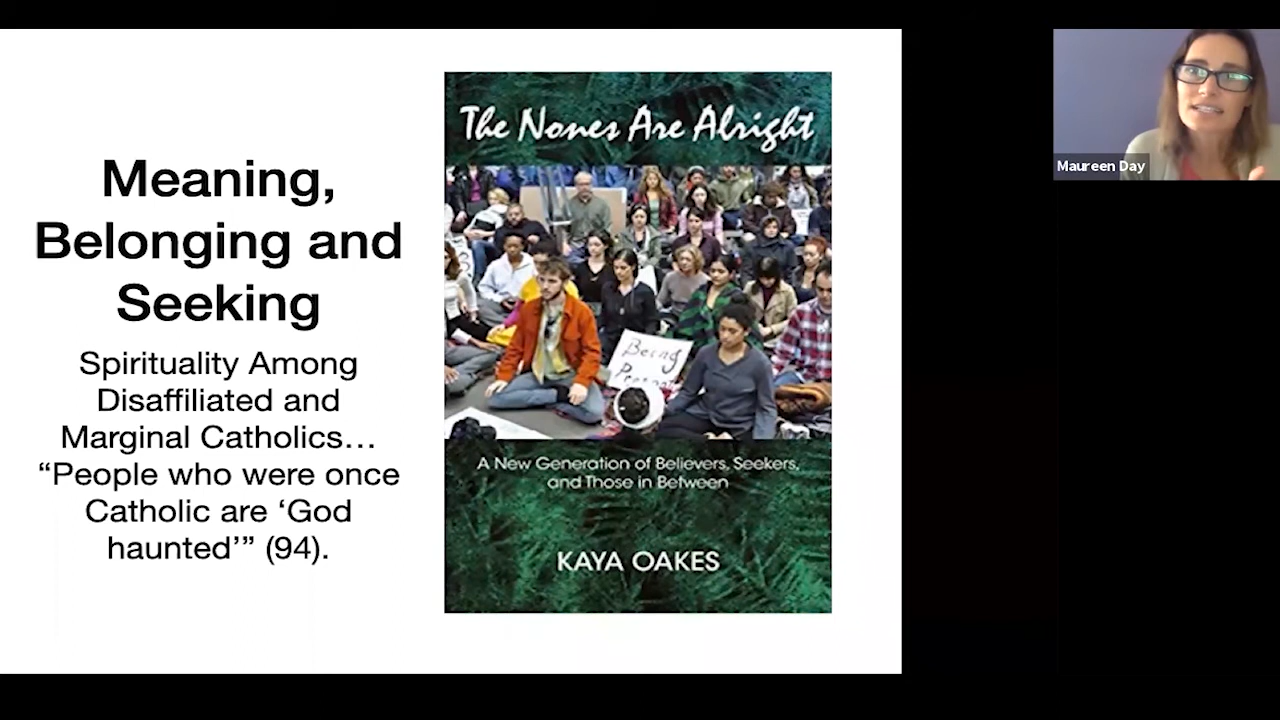 Meaning,
Belonging and
Seeking
Spirituality Among
Disaffiliated and
Marginal Catholics…
“People who were once
Catholic are ‘God
haunted’” (94).
The Nones Are Alright
Being
A New Generation of Believers, Seekers,
and Those in Between
KAYA OAKES
Maureen Day